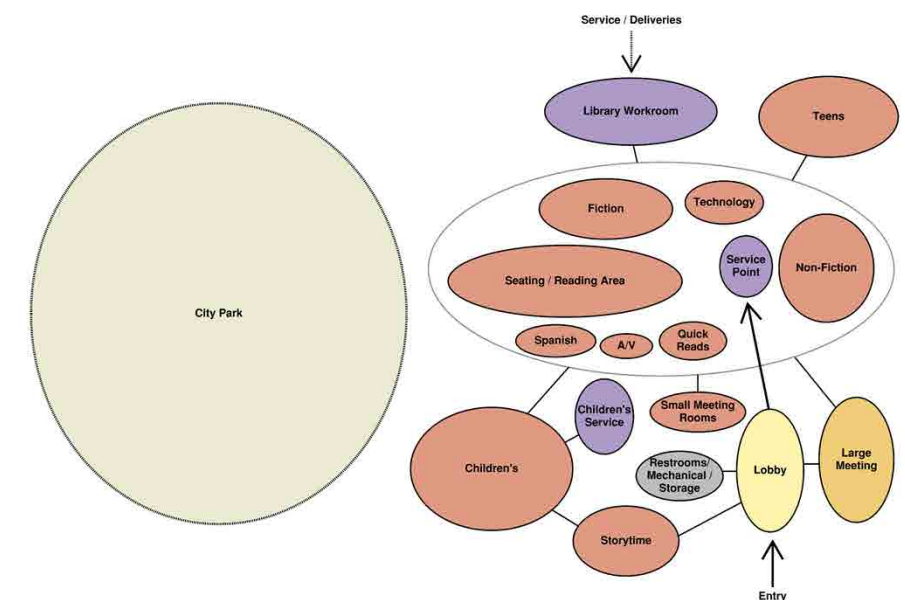 Service / Deliveries
Library Workroom
Teens
Fiction
Technology
Service
Point
Non-Fiction
Seating / Reading Area
City Park
Spanish
A/V
Quick
Reads
Children's
Service
Small Meeting
Rooms
Children's
Restrooms/
Mechanical /
Storage
Lobby
Large
Meeting
Storytime
Entry